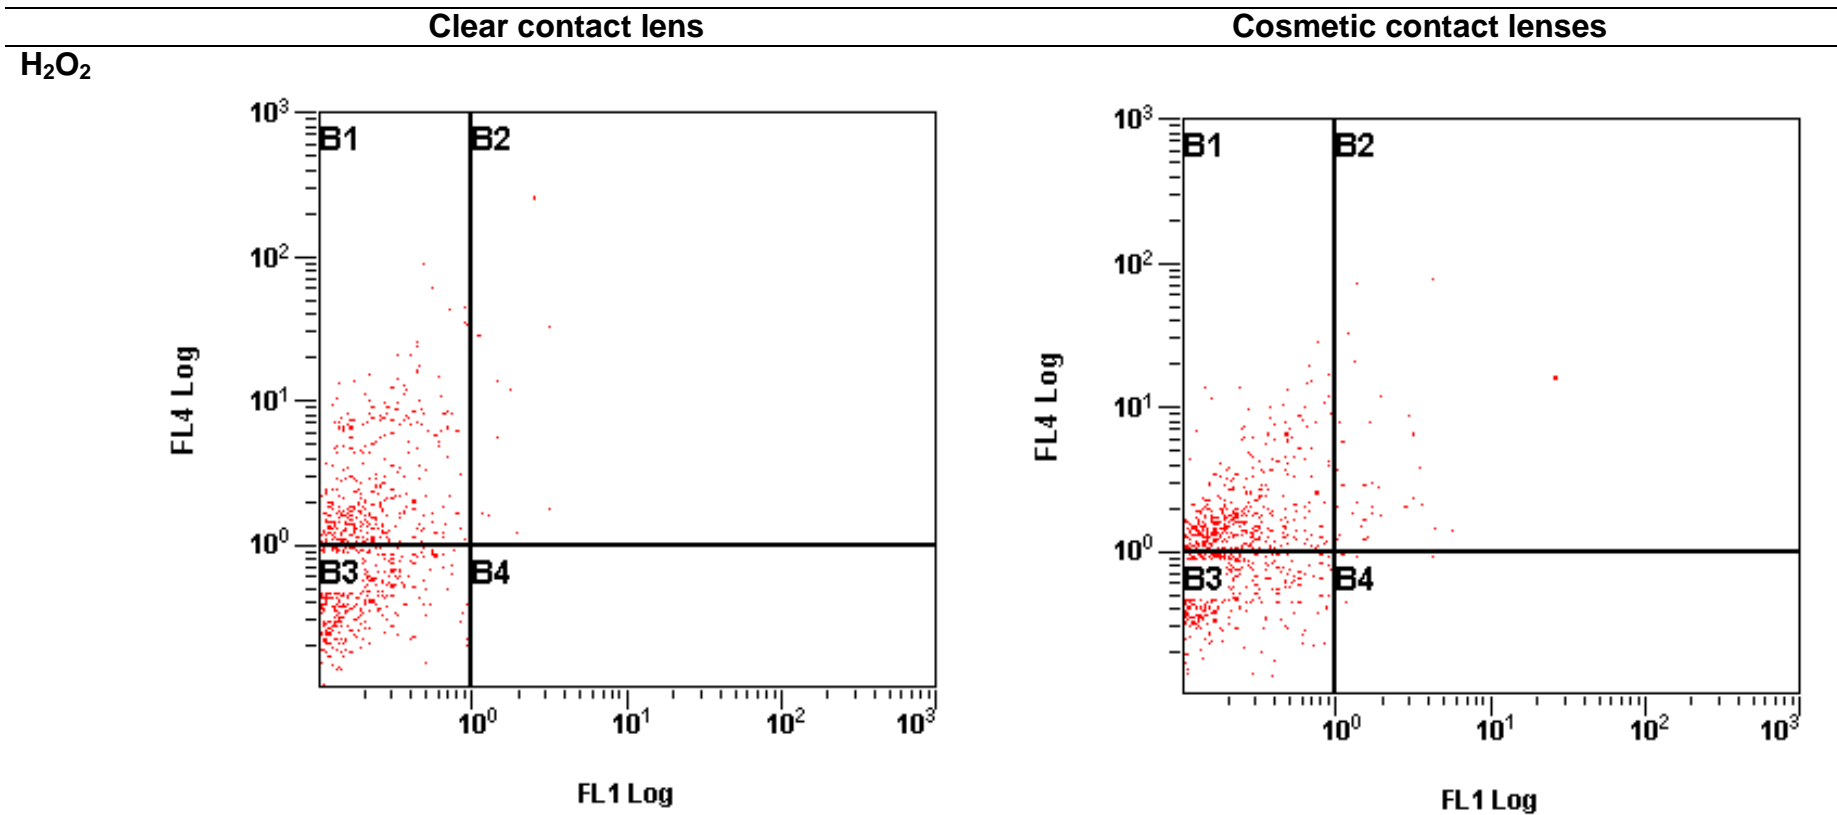 Clear contact lens Cosmetic contact lenses
H₂O₂
10³ B1 B2
10²
10¹
10⁰
B3 B4
FL4 Log
10⁰ 10¹ 10² 10³
FL1 Log
10³ B1 B2
10²
10¹
10⁰
B3 B4
FL4 Log
10⁰ 10¹ 10² 10³
FL1 Log